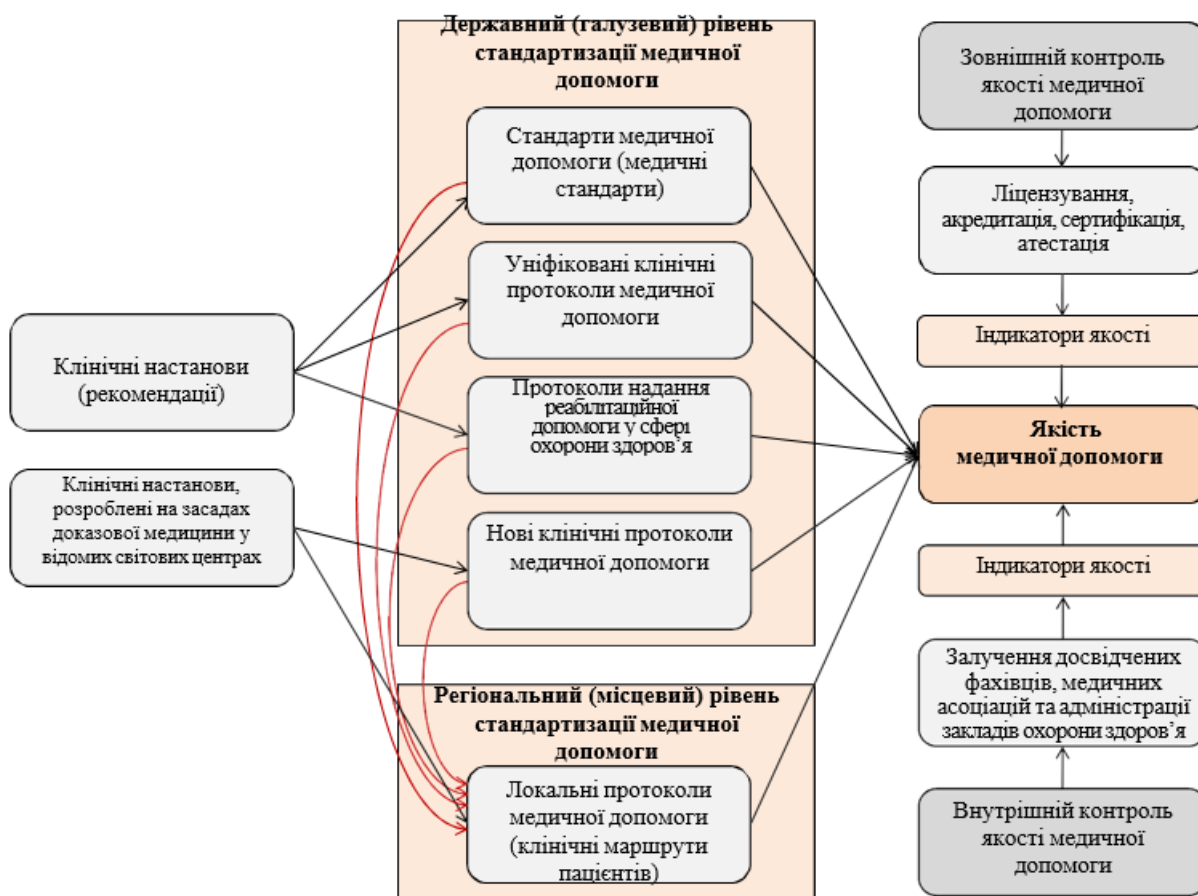 Клінічні настанови
(рекомендації)
Клінічні настанови,
розроблені на засадах
доказової медицини у
відомих світових центрах
Державний (галузевий) рівень
стандартизації медичної
допомоги
Стандарти медичної
допомоги (медичні
стандарти)
Уніфіковані клінічні
протоколи медичної
допомоги
Протоколи надання
реабілітаційної
допомоги у сфері
охорони здоров’я
Нові клінічні протоколи
медичної допомоги
Регіональний (місцевий) рівень
стандартизації медичної
допомоги
Локальні протоколи
медичної допомоги
(клінічні маршрути
пацієнтів)
Зовнішній контроль
якості медичної
допомоги
Ліцензування,
акредитація, сертифікація,
атестація
Індикатори якості
Якість
медичної допомоги
Індикатори якості
Залучення досвідчених
фахівців, медичних
асоціацій та адміністрації
закладів охорони здоров’я
Внутрішній контроль
якості медичної
допомоги